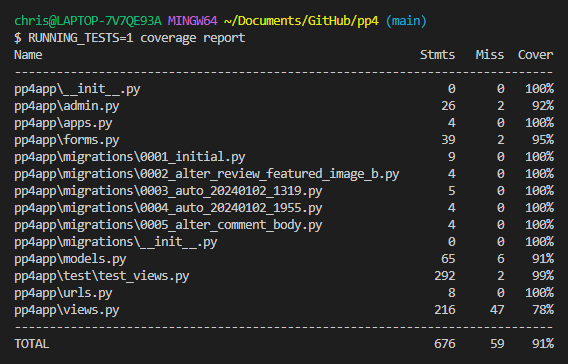 chris@LAPTOP-7V7QE93A MINGW64 ~/Documents/GitHub/pp4 (main)
$ RUNNING_TESTS=1 coverage report
Name                                                  Stmts   Miss  Cover
-------------------------------------------------------------------------
pp4app\__init__.py                                        0      0   100%
pp4app\admin.py                                          26      2    92%
pp4app\apps.py                                            4      0   100%
pp4app\forms.py                                          39      2    95%
pp4app\migrations\0001_initial.py                         9      0   100%
pp4app\migrations\0002_alter_review_featured_image_b.py   4      0   100%
pp4app\migrations\0003_auto_20240102_1319.py              5      0   100%
pp4app\migrations\0004_auto_20240102_1955.py              4      0   100%
pp4app\migrations\0005_alter_comment_body.py              4      0   100%
pp4app\migrations\__init__.py                             0      0   100%
pp4app\models.py                                         65      6    91%
pp4app\test\test_views.py                               292      2    99%
pp4app\urls.py                                            8      0   100%
pp4app\views.py                                         216     47    78%
-------------------------------------------------------------------------
TOTAL                                                   676     59    91%